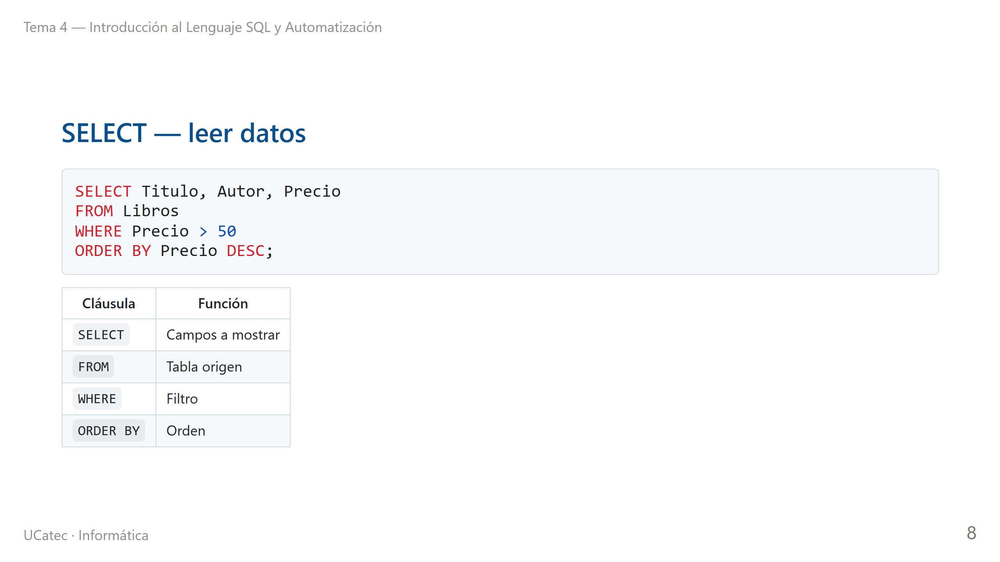 Tema 4 — Introducción al Lenguaje SQL y Automatización
SELECT — leer datos
SELECT Titulo, Autor, Precio
FROM Libros
WHERE Precio > 50
ORDER BY Precio DESC;
Cláusula Función
SELECT Campos a mostrar
FROM Tabla origen
WHERE Filtro
ORDER BY Orden
UCatec · Informática
8